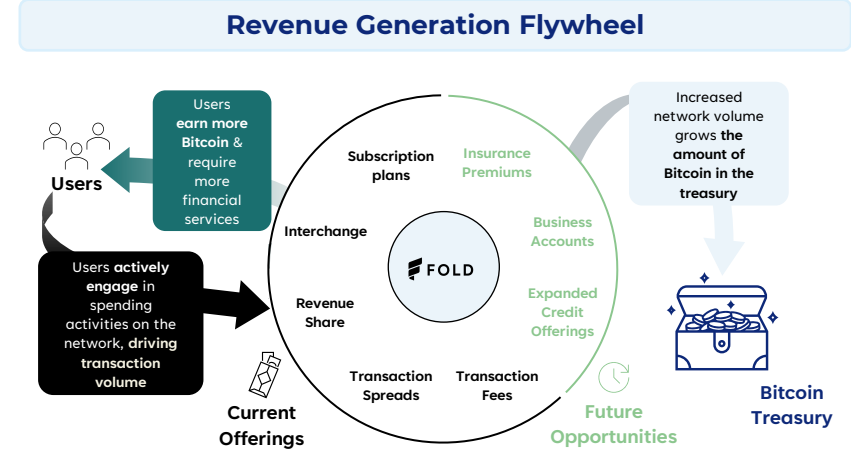 Revenue Generation Flywheel
Users
earn more
Bitcoin &
require
more
financial
services
Users
Users actively
engage in
spending
activities on the
network, driving
transaction
volume
Subscription
plans
Interchange
Revenue
Share
Transaction
Spreads
Transaction
Fees
Insurance
Premiums
Business
Accounts
Expanded
Credit
Offerings
FOLD
Current
Offerings
Future
Opportunities
Increased
network volume
grows the
amount of
Bitcoin in the
treasury
Bitcoin
Treasury